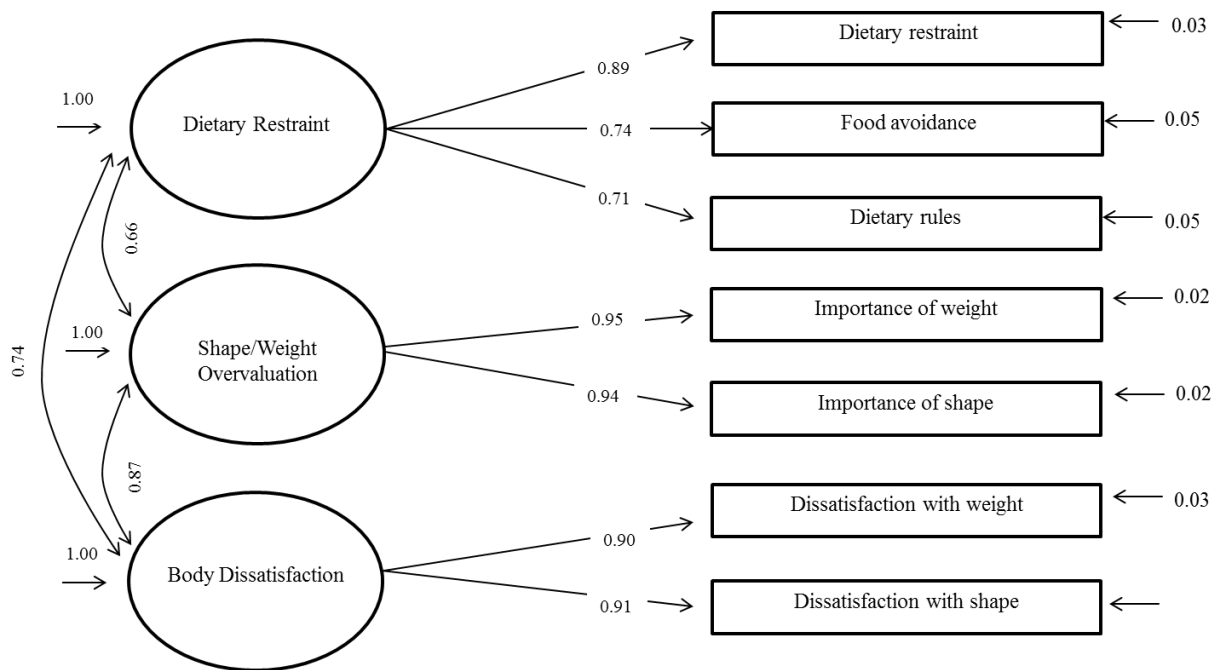 Dietary restraint
0.03
0.89
1.00
Dietary Restraint
0.74
Food avoidance
0.05
0.71
Dietary rules
0.05
0.66
0.95
Importance of weight
0.02
1.00
Shape/Weight
Overvaluation
0.74
0.94
Importance of shape
0.02
0.87
Dissatisfaction with weight
0.03
0.90
1.00
Body Dissatisfaction
0.91
Dissatisfaction with shape